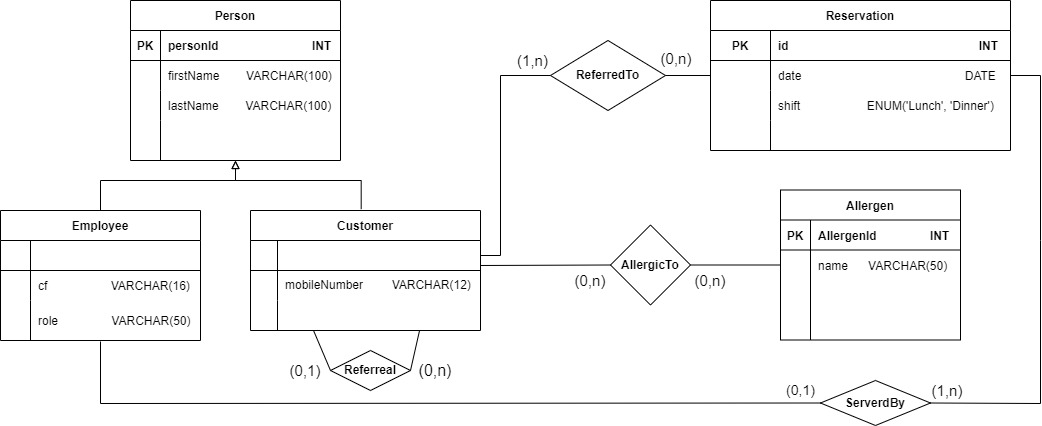 Person
PK personId INT
firstName VARCHAR(100)
lastName VARCHAR(100)
Reservation
PK id INT
date DATE
shift ENUM('Lunch', 'Dinner')
(1,n) ReferredTo (0,n)
Employee
cf VARCHAR(16)
role VARCHAR(50)
Customer
mobileNumber VARCHAR(12)
Allergen
PK AllergenId INT
name VARCHAR(50)
(0,n) AllergicTo (0,n)
(0,1) Referreal (0,n)
(0,1) ServerdBy (1,n)